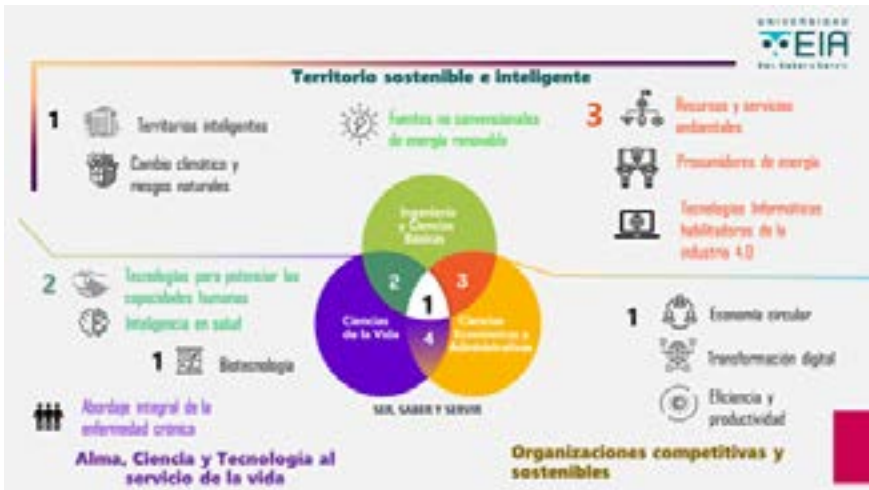 UNIVERSIDAD
EIA
Ser, Saber y Servir
Territorio sostenible e inteligente
1
Territorios inteligentes
Cambio climático y
riesgos naturales
Fuentes no convencionales
de energía renovable
3
Recursos y servicios
ambientales
Prosumidores de energía
Tecnologías Informáticas
habilitadoras de la
industria 4.0
Ingeniería
y Ciencias
Básicas
2
3
1
4
Ciencias
de la Vida
Ciencias
Económicas y
Administrativas
SER, SABER Y SERVIR
2
Tecnologías para potenciar las
capacidades humanas
Inteligencia en salud
1
Biotecnología
Abordaje integral de la
enfermedad crónica
Alma, Ciencia y Tecnología al
servicio de la vida
1
Economía circular
Transformación digital
Eficiencia y
productividad
Organizaciones competitivas y
sostenibles